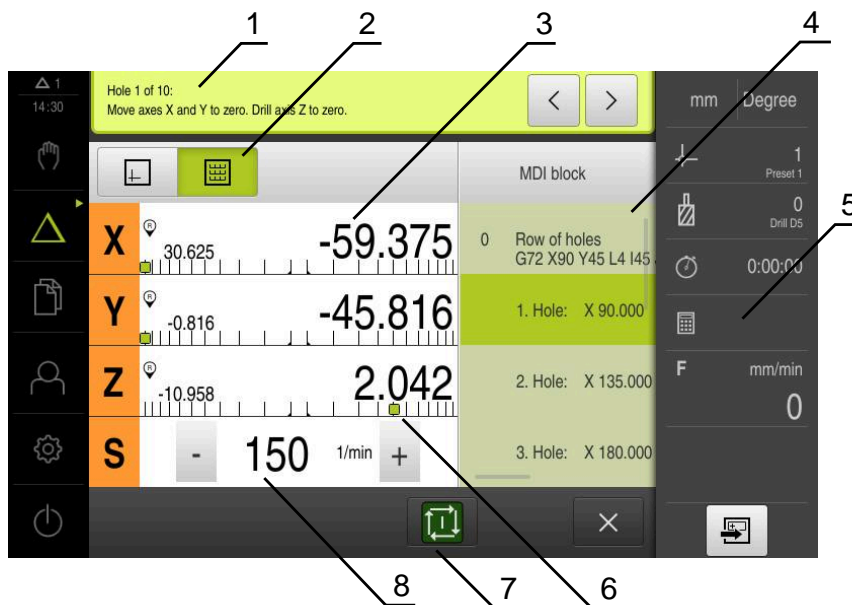 1
2
3
4
5
6
7
8
1
14:30
Hole 1 of 10:
Move axes X and Y to zero. Drill axis Z to zero.
<
>
mm
Degree
MDI block
1
Preset 1
0
Drill D5
0:00:00
F
mm/min
0
X
R
30.625
-59.375
Y
R
-0.816
-45.816
Z
R
-10.958
2.042
S
-
150
1/min
+
0
Row of holes
G72 X90 Y45 L4 I45
1. Hole: X 90.000
2. Hole: X 135.000
3. Hole: X 180.000